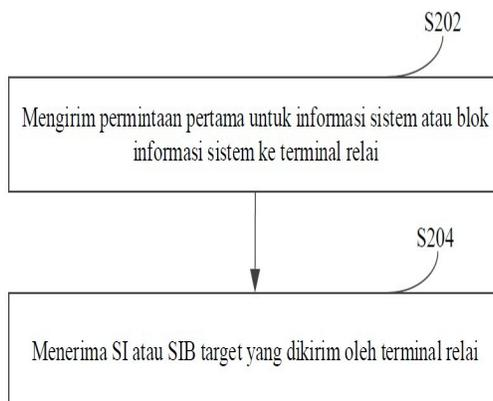 S202
Mengirim permintaan pertama untuk informasi sistem atau blok
informasi sistem ke terminal relai
S204
Menerima SI atau SIB target yang dikirim oleh terminal relai